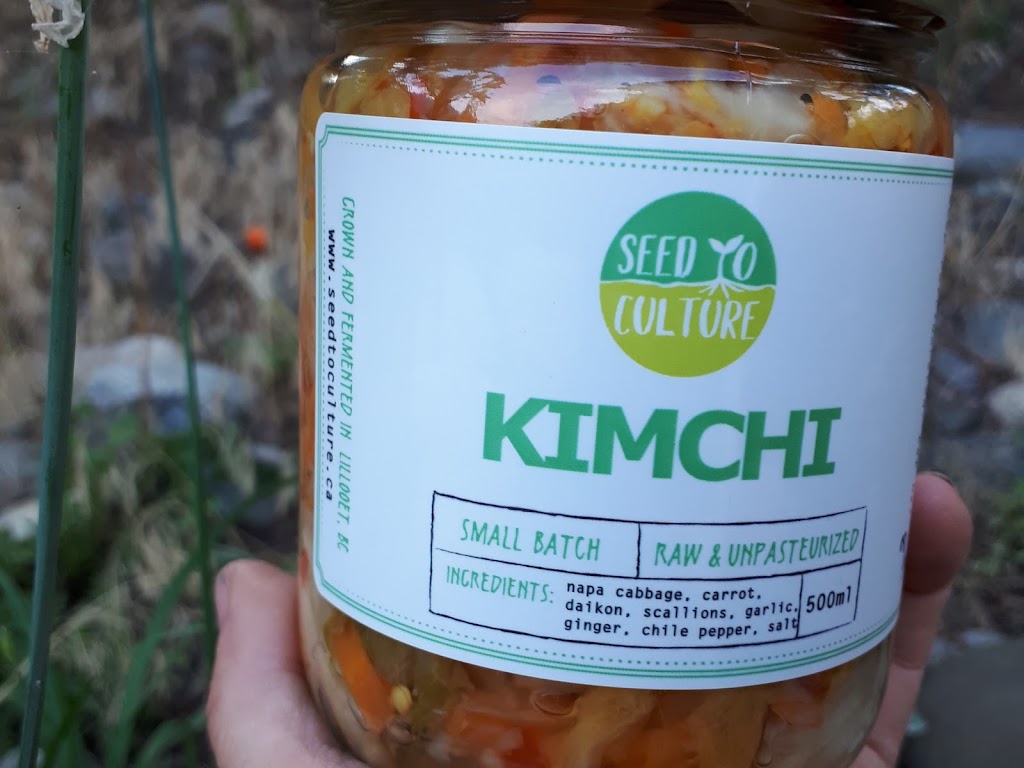 SEED TO
CULTURE
KIMCHI
SMALL BATCH
RAW & UNPASTEURIZED
INGREDIENTS:
napa cabbage, carrot,
daikon, scallions, garlic,
ginger, chile pepper, salt
500ml
GROWN AND FERMENTED IN LILLOOET, BC
www.seedtoculture.ca